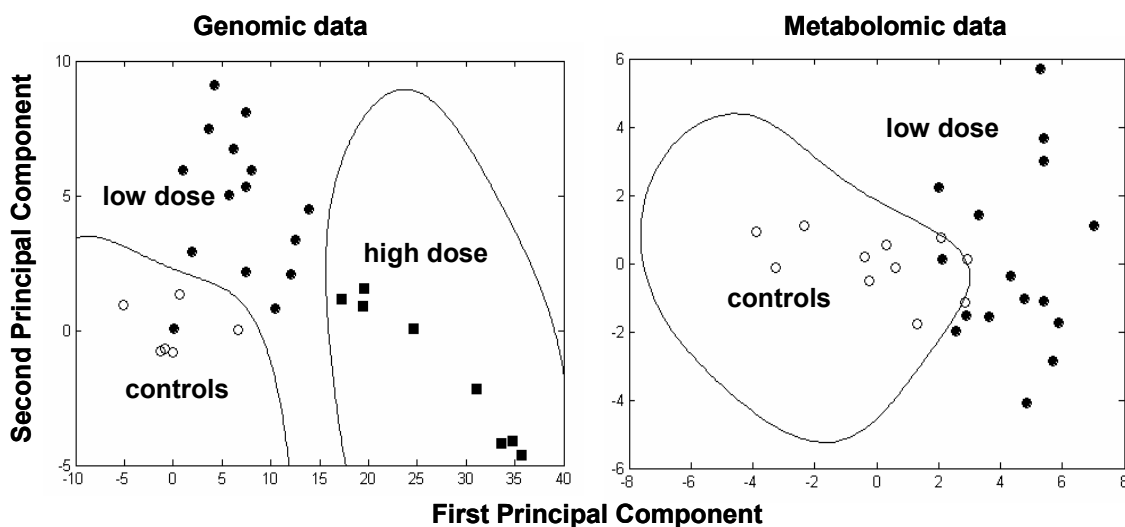 Genomic data
Metabolomic data
Second Principal Component
10
5
0
-5
low dose
high dose
controls
-10 -5 0 5 10 15 20 25 30 35 40
6
4
2
0
-2
-4
-6
low dose
controls
-8 -6 -4 -2 0 2 4 6 8
First Principal Component